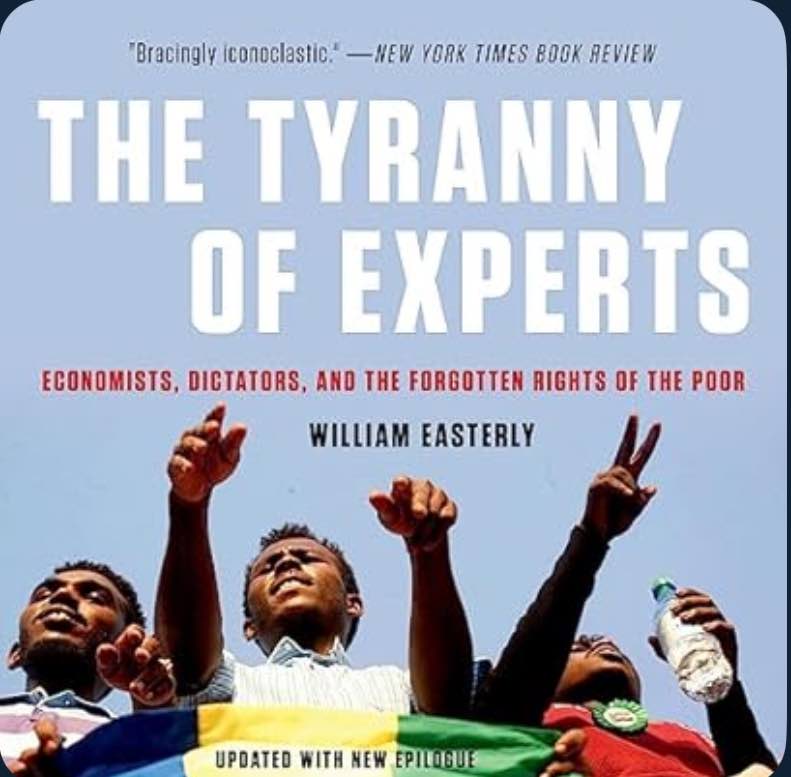 "Bracingly iconoclastic." —NEW YORK TIMES BOOK REVIEW
THE TYRANNY
OF EXPERTS
ECONOMISTS, DICTATORS, AND THE FORGOTTEN RIGHTS OF THE POOR
WILLIAM EASTERLY
UPDATED WITH NEW EPILOGUE